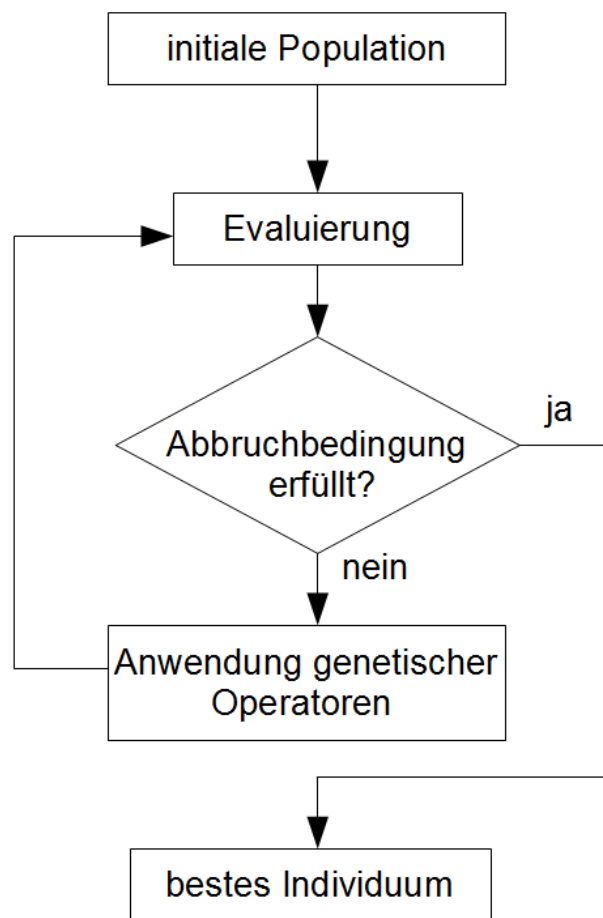 initiale Population
Evaluierung
ja
Abbruchbedingung
erfüllt?
nein
Anwendung genetischer
Operatoren
bestes Individuum